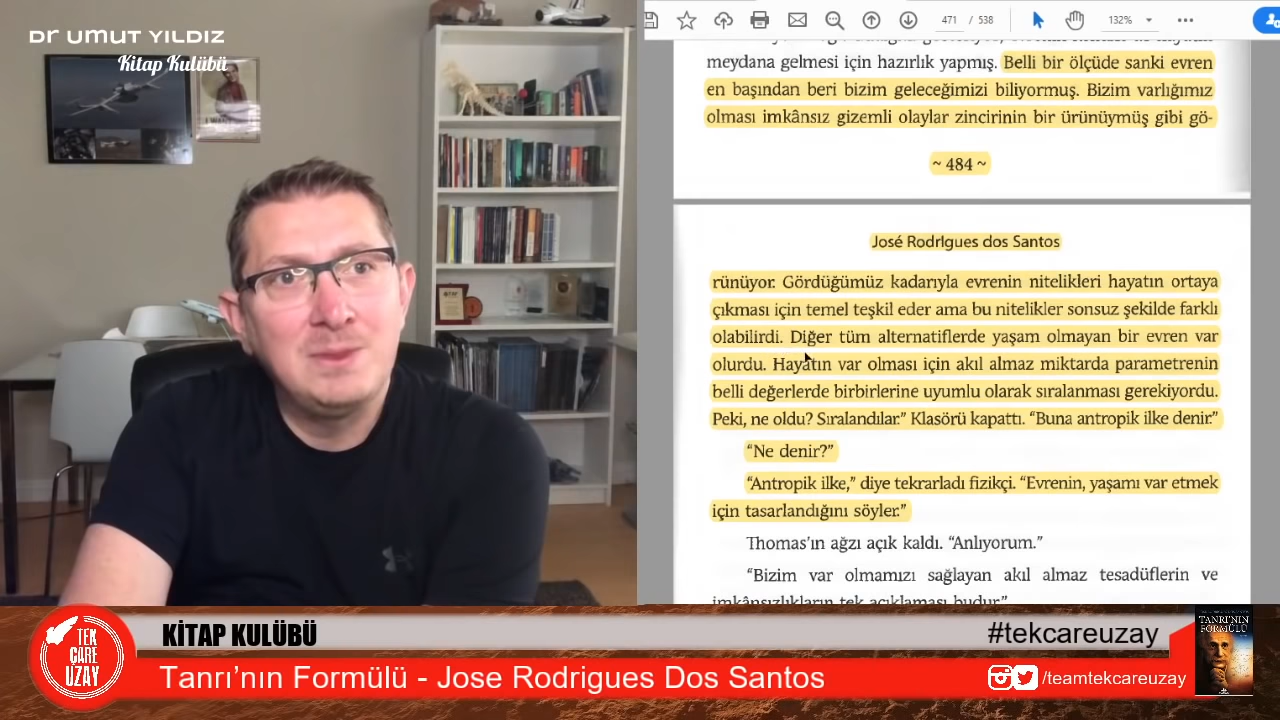 DR UMUT YILDIZ
Kitap Kulübü
471 / 538
132%
meydana gelmesi için hazırlık yapmış. Belli bir ölçüde sanki evren
en başından beri bizim geleceğimizi biliyormuş. Bizim varlığımız
olması imkânsız gizemli olaylar zincirinin bir ürünüymüş gibi gö-
~ 484 ~
José Rodrıgues dos Santos
rünüyor. Gördüğümüz kadarıyla evrenin nitelikleri hayatın ortaya
çıkması için temel teşkil eder ama bu nitelikler sonsuz şekilde farklı
olabilirdi. Diğer tüm alternatiflerde yaşam olmayan bir evren var
olurdu. Hayatın var olması için akıl almaz miktarda parametrenin
belli değerlerde birbirlerine uyumlu olarak sıralanması gerekiyordu.
Peki, ne oldu? Sıralandılar.” Klasörü kapattı. “Buna antropik ilke denir.”
“Ne denir?”
“Antropik ilke,” diye tekrarladı fizikçi. “Evrenin, yaşamı var etmek
için tasarlandığını söyler.”
Thomas’ın ağzı açık kaldı. “Anlıyorum.”
“Bizim var olmamızı sağlayan akıl almaz tesadüflerin ve
imkânsızlıkların tek açıklaması budur.”
TEK
ÇARE
UZAY
KİTAP KULÜBÜ
#tekcareuzay
Tanrı’nın Formülü - Jose Rodrigues Dos Santos
/teamtekcareuzay
TANRI'NIN
FORMÜLÜ